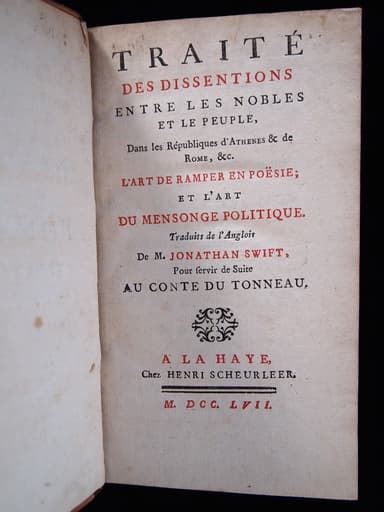 TRAITÉ
DES DISSENTIONS
ENTRE LES NOBLES
ET LE PEUPLE,
Dans les Républiques d'ATHENES & de
ROME, &c.
L'ART DE RAMPER EN POËSIE;
ET L'ART
DU MENSONGE POLITIQUE.
Traduits de l'Anglois
De M. JONATHAN SWIFT,
Pour servir de Suite
AU CONTE DU TONNEAU.
A LA HAYE,
Chez HENRI SCHEURLEER.
M. DCC. LVII.